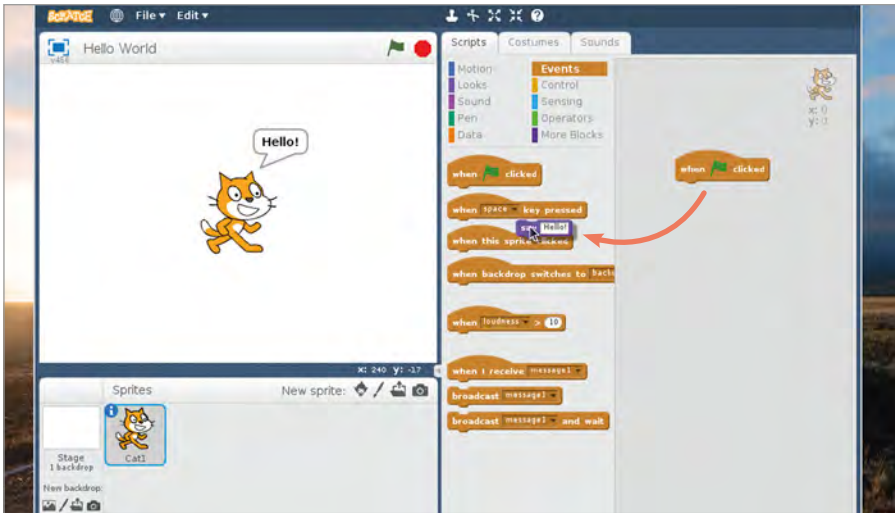 SCRATCH File Edit
Hello World
v456
Hello!
x: 240 y: -17
Sprites New sprite:
Stage
1 backdrop
Cat1
New backdrop:
Scripts Costumes Sounds
Motion Events
Looks Control
Sound Sensing
Pen Operators
Data More Blocks
when clicked
when space key pressed
say Hello!
when this sprite clicked
when backdrop switches to
when loudness > 10
when I receive message1
broadcast message1
broadcast message1 and wait
x: 0
when clicked